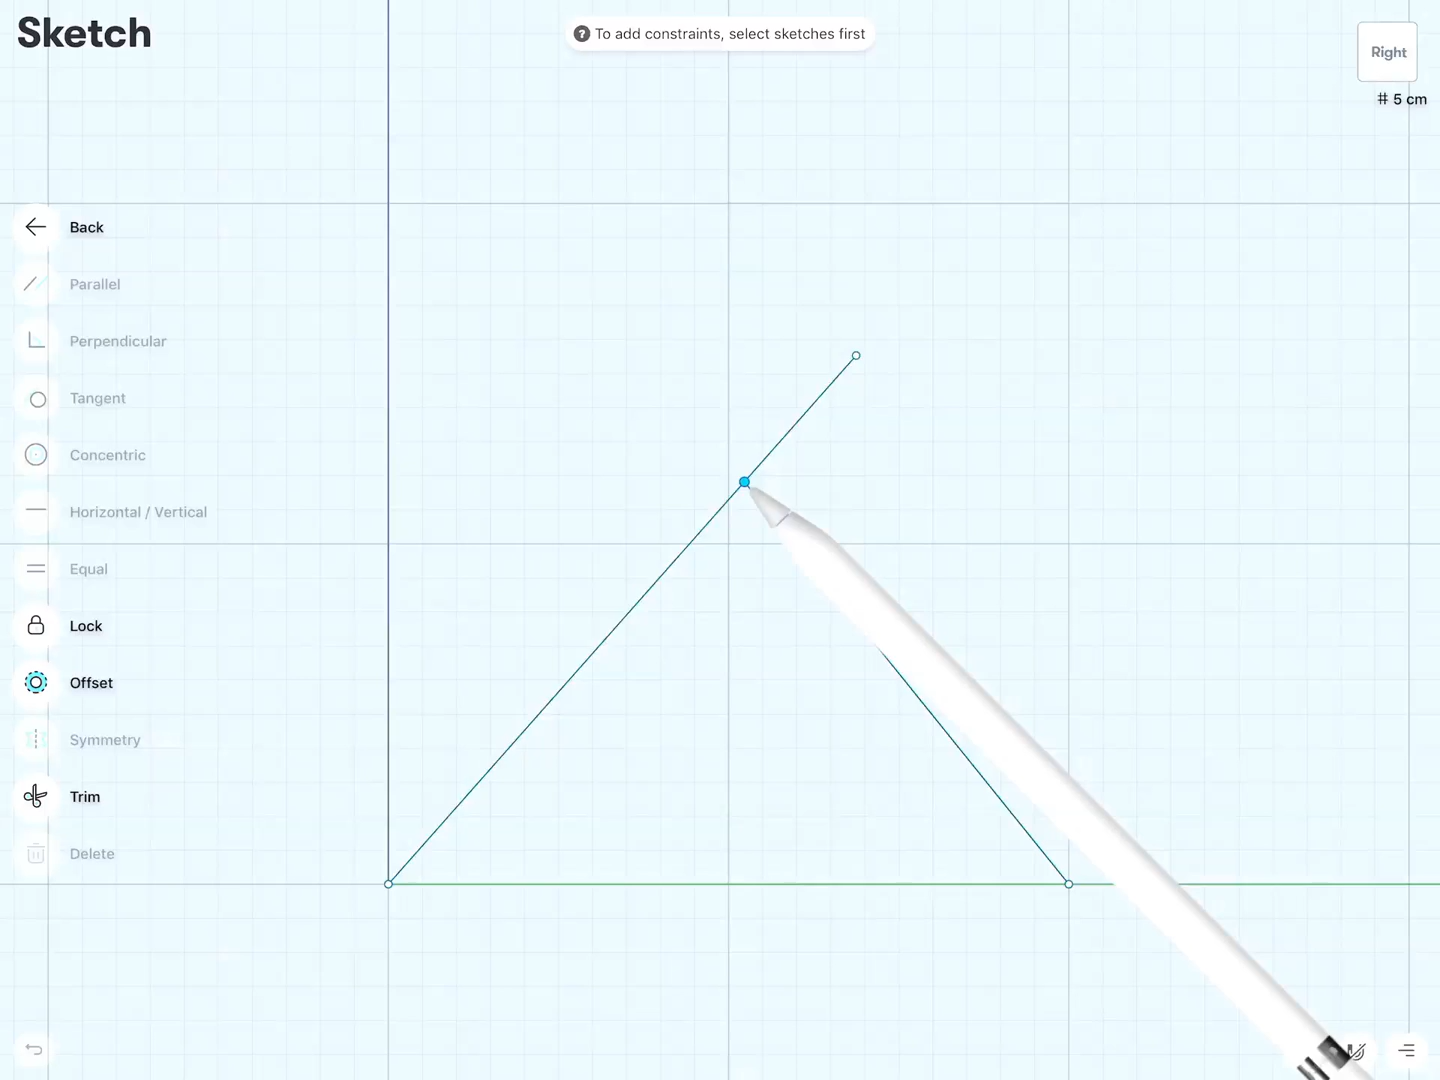 Sketch
? To add constraints, select sketches first
Right
# 5 cm
Back
Parallel
Perpendicular
Tangent
Concentric
Horizontal / Vertical
Equal
Lock
Offset
Symmetry
Trim
Delete